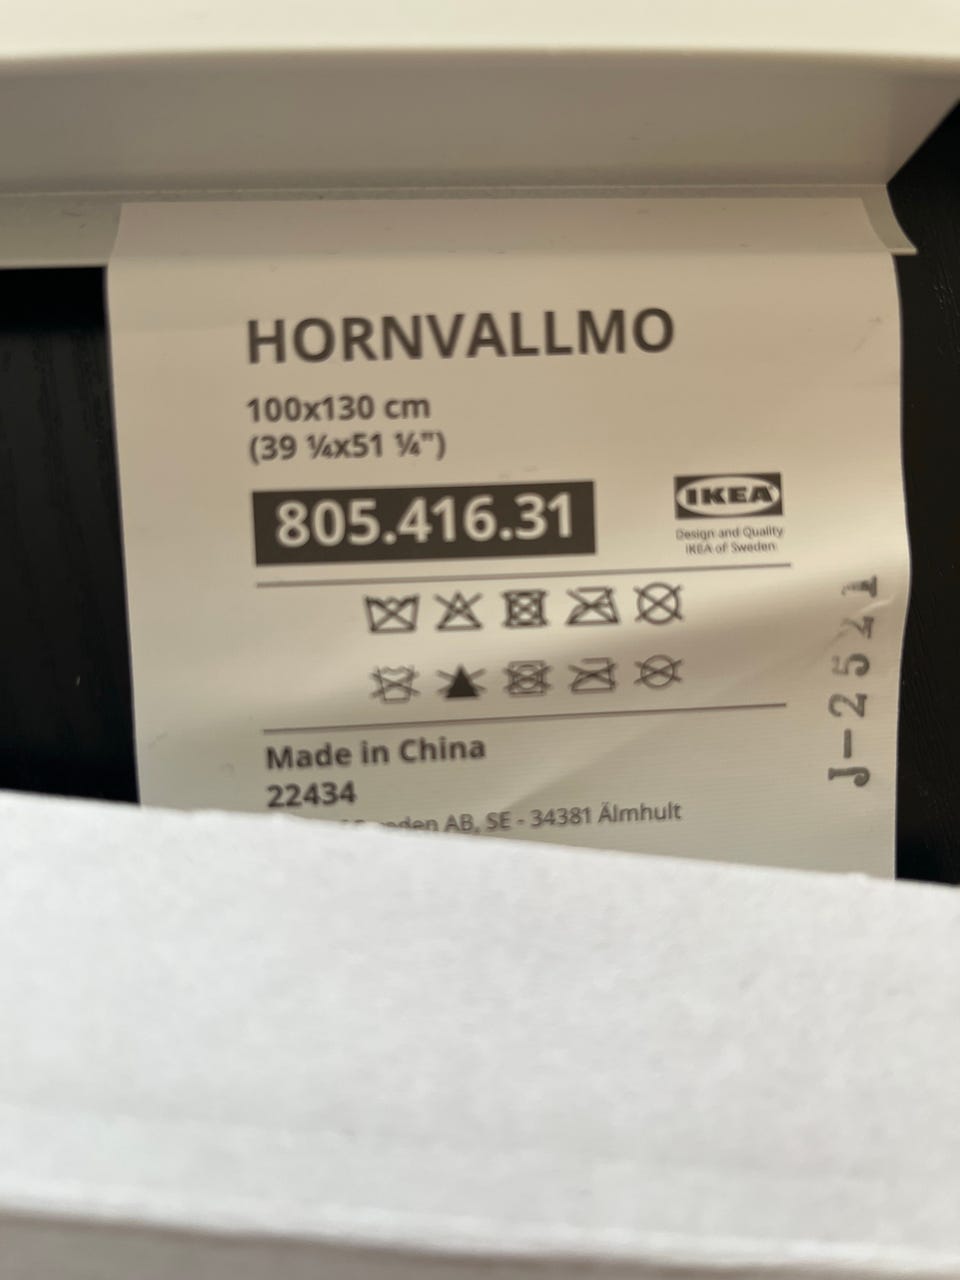 HORNVALLMO
100x130 cm
(39 ¼x51 ¼")
805.416.31
IKEA
Design and Quality
IKEA of Sweden
Made in China
22434
AB, SE - 34381 Älmhult
J-2521